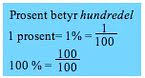 Prosent betyr hundredel
1 prosent= 1% = 1/100
100 % = 100/100